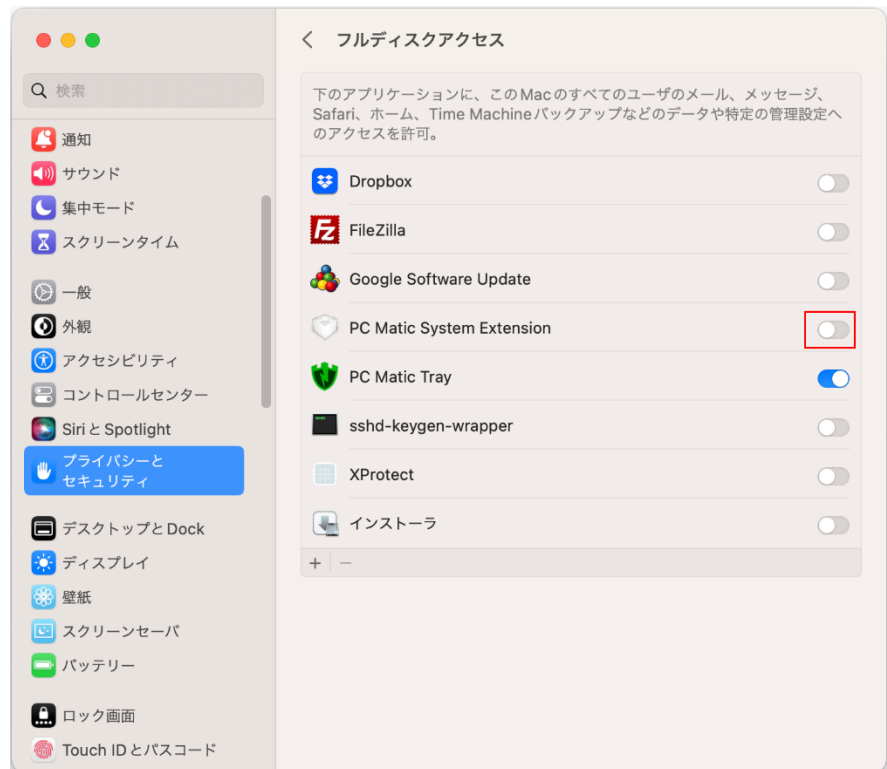 フルディスクアクセス
検索
通知
サウンド
集中モード
スクリーンタイム
一般
外観
アクセシビリティ
コントロールセンター
Siri と Spotlight
プライバシーと
セキュリティ
デスクトップと Dock
ディスプレイ
壁紙
スクリーンセーバ
バッテリー
ロック画面
Touch ID とパスコード
下のアプリケーションに、この Mac のすべてのユーザのメール、メッセージ、
Safari、ホーム、Time Machine バックアップなどのデータや特定の管理設定へ
のアクセスを許可。
Dropbox
FileZilla
Google Software Update
PC Matic System Extension
PC Matic Tray
sshd-keygen-wrapper
XProtect
インストーラ